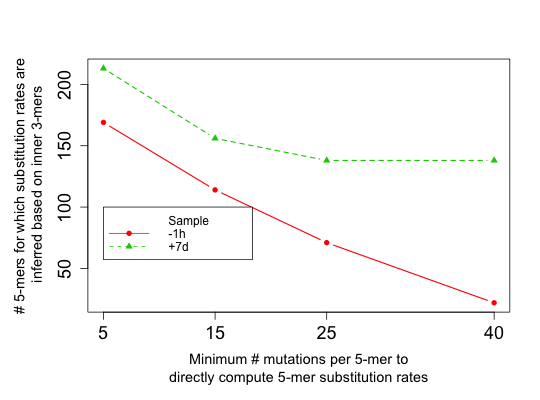 # 5-mers for which substitution rates are
inferred based on inner 3-mers
200
150
100
50
Sample
-1h
+7d
5 15 25 40
Minimum # mutations per 5-mer to
directly compute 5-mer substitution rates